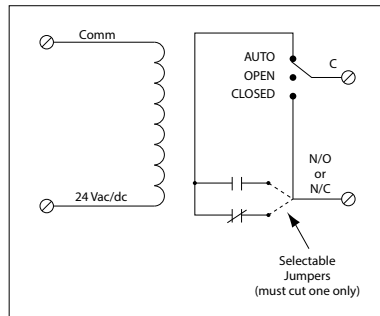 Comm
24 Vac/dc
AUTO
OPEN
CLOSED
C
N/O
or
N/C
Selectable
Jumpers
(must cut one only)